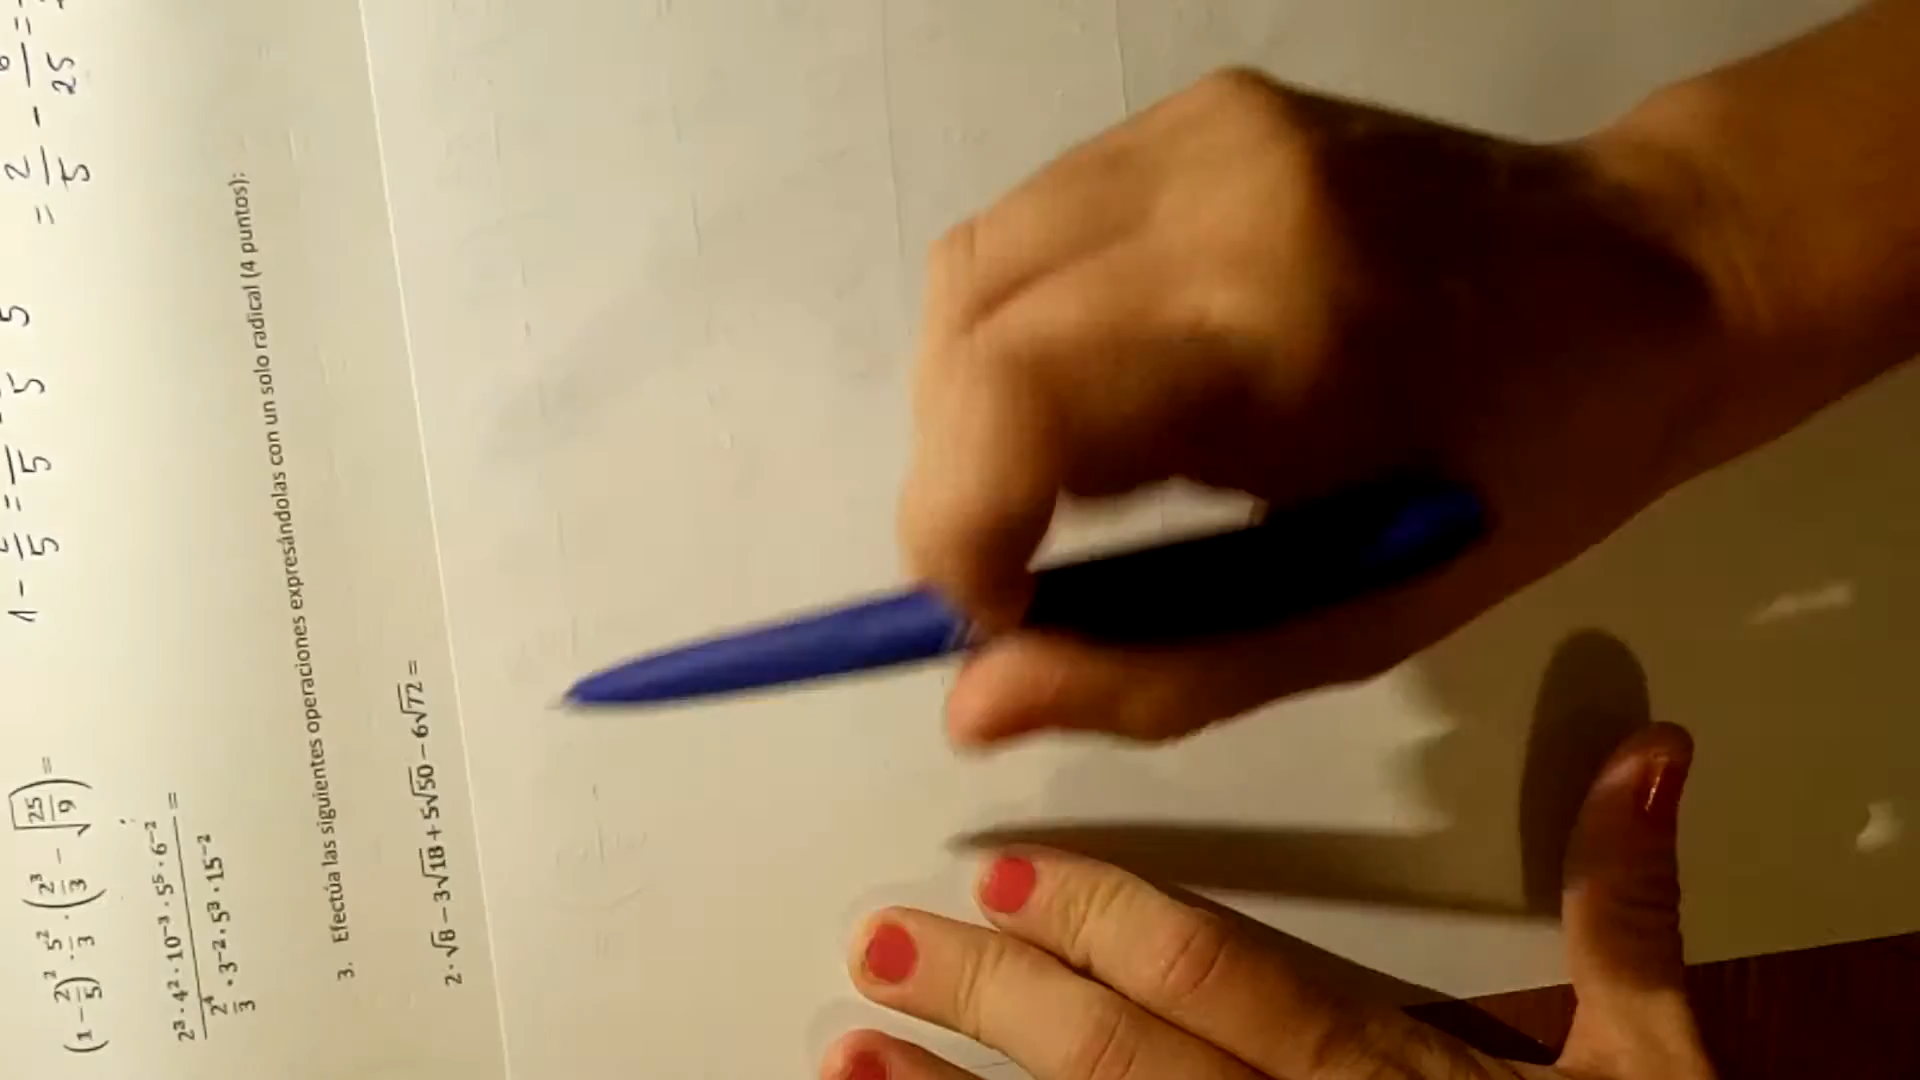 1 - 2/5 = 5/5 - 5 5
= 2/5 - 6/25 =
(1 − 2/5)² · 5²/3 · (2³/3 − √(25/9)) =
2³ · 4² · 10⁻³ · 5⁵ · 6⁻² / (2⁴/3 · 3⁻² · 5³ · 15⁻²) =
3. Efectúa las siguientes operaciones expresándolas con un solo radical (4 puntos):
2 · √8 − 3√18 + 5√50 − 6√72 =